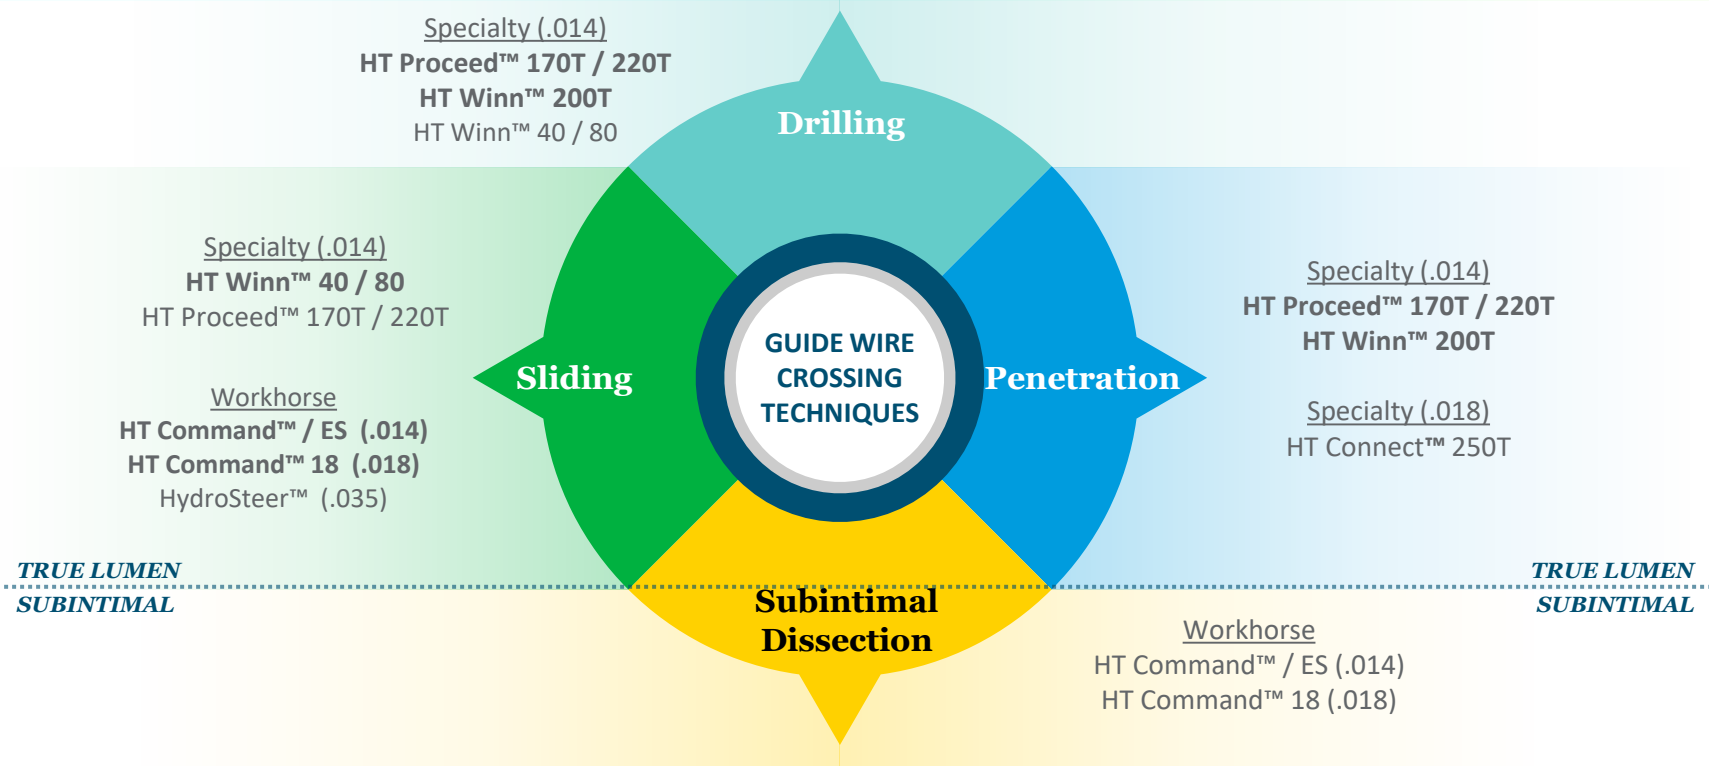 Specialty (.014)
HT Proceed™ 170T / 220T
HT Winn™ 200T
HT Winn™ 40 / 80
Drilling
Specialty (.014)
HT Winn™ 40 / 80
HT Proceed™ 170T / 220T
Workhorse
HT Command™ / ES (.014)
HT Command™ 18 (.018)
HydroSteer™ (.035)
Sliding
GUIDE WIRE
CROSSING
TECHNIQUES
Penetration
Specialty (.014)
HT Proceed™ 170T / 220T
HT Winn™ 200T
Specialty (.018)
HT Connect™ 250T
TRUE LUMEN
SUBINTIMAL
Subintimal
Dissection
TRUE LUMEN
SUBINTIMAL
Workhorse
HT Command™ / ES (.014)
HT Command™ 18 (.018)